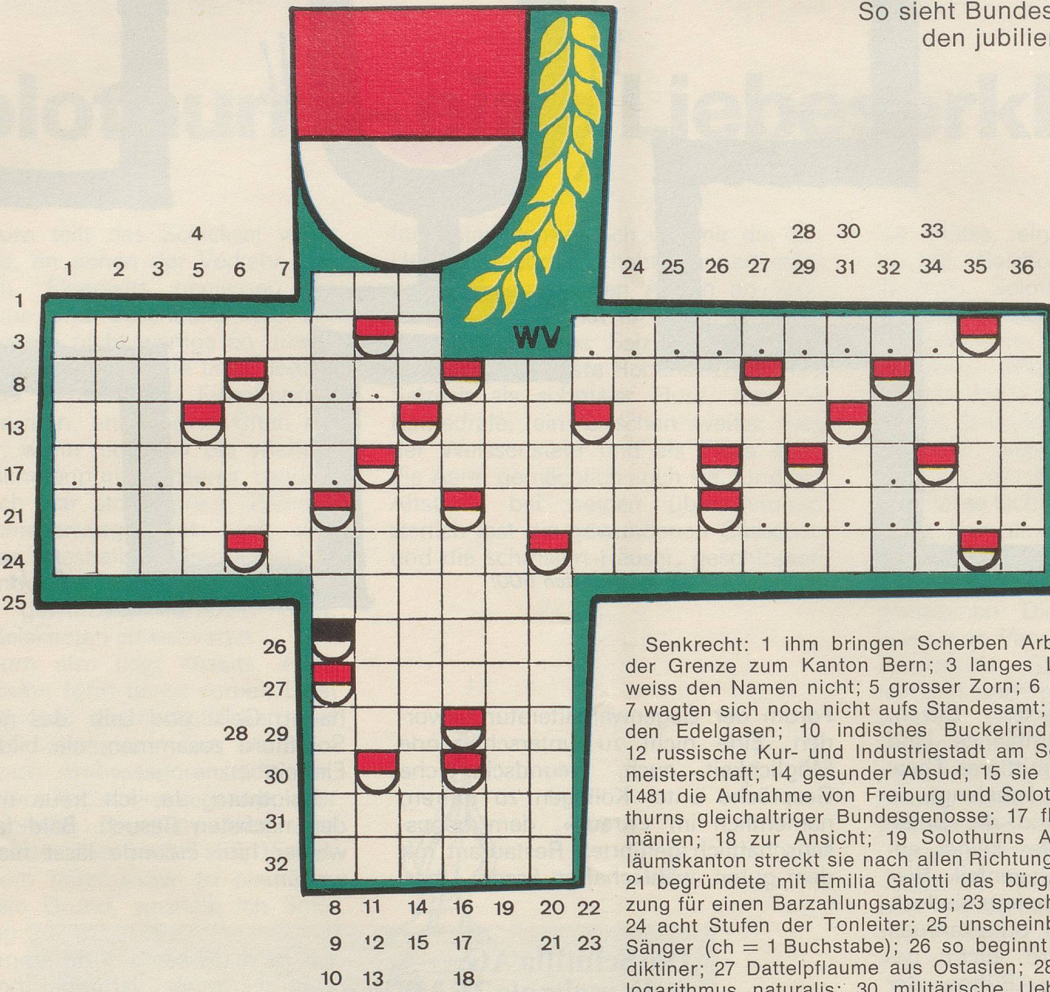 So sieht Bundes
den jubilier
4
28 30 33
1 2 3 5 6 7
24 25 26 27 29 31 32 34 35 36
1
3
WV
8
13
17
21
24
25
26
27
28 29
30
31
32
8 11 14 16 19 20 22
9 12 15 17 21 23
10 13 18
Senkrecht: 1 ihm bringen Scherben Arb
der Grenze zum Kanton Bern; 3 langes
weiss den Namen nicht; 5 grosser Zorn; 6
7 wagten sich noch nicht aufs Standesamt;
den Edelgasen; 10 indisches Buckelrind
12 Elsässer Kur- und Industriestadt am S
meisterschaft; 14 gesunder Absud; 15 sie
1481 die Aufnahme von Freiburg und Solot
thurns gleichaltriger Bundesgenosse; 17 fl
mänien; 18 zur Ansicht; 19 Solothurns A
läumskanton streckt sie nach allen Richtung
21 begründete mit Emilia Galotti das bürge
zung für einen Barzahlungsabzug; 23 sprech
24 acht Stufen der Tonleiter; 25 unscheinb
Sänger (ch = 1 Buchstabe); 26 so beginnt
diktiner; 27 Dattelpflaume aus Ostasien; 28
logarithmus naturalis; 30 militärische Ueb